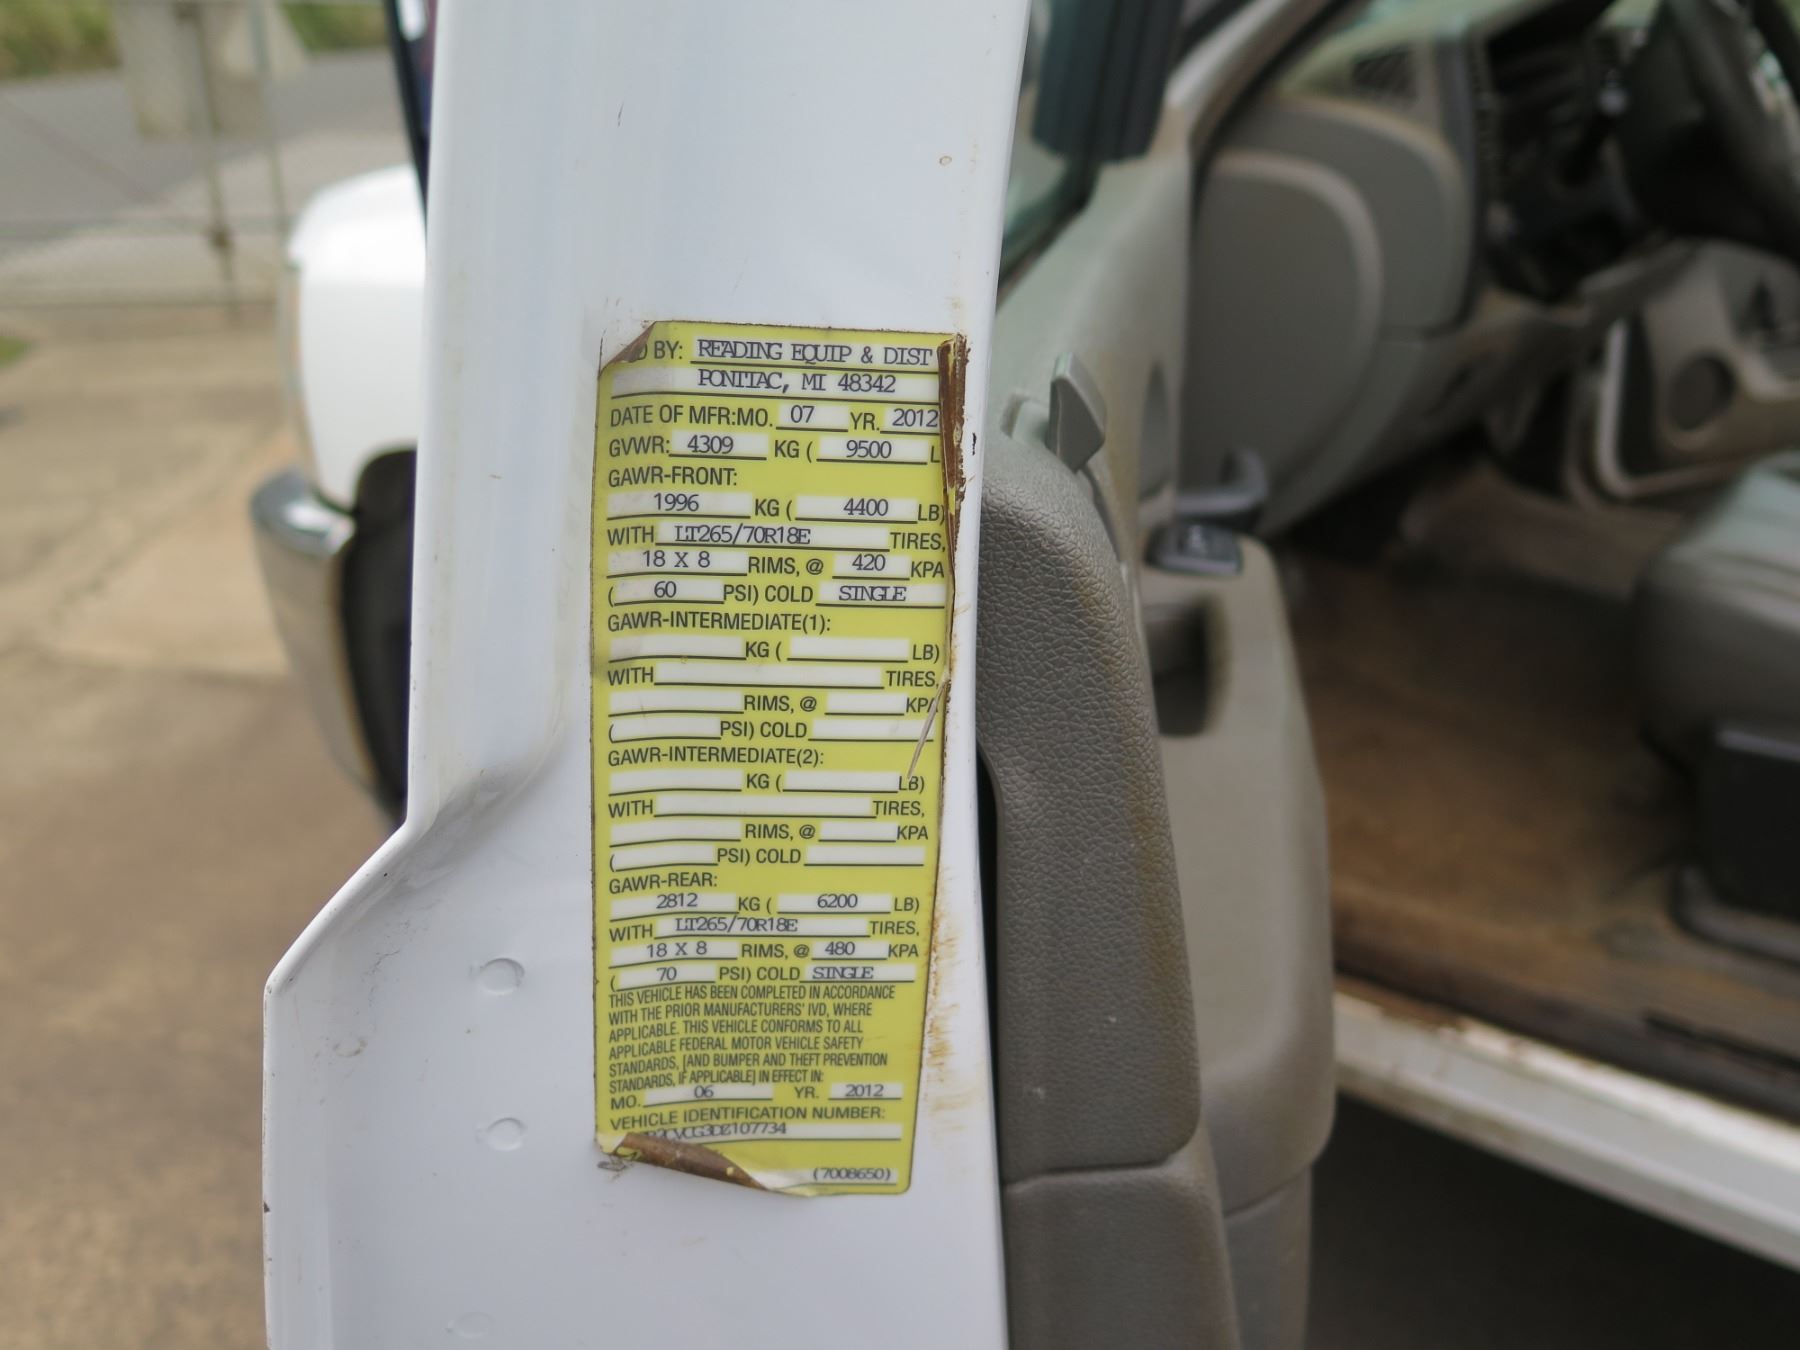 D BY: READING EQUIP & DIST
PONTIAC, MI 48342
DATE OF MFR:MO. 07 YR. 2012
GVWR: 4309 KG ( 9500 L
GAWR-FRONT:
1996 KG ( 4400 LB)
WITH LT265/70R18E TIRES,
18 X 8 RIMS, @ 420 KPA
( 60 PSI) COLD SINGLE
GAWR-INTERMEDIATE(1):
KG ( LB)
WITH TIRES,
RIMS, @ KPA
( PSI) COLD
GAWR-INTERMEDIATE(2):
KG ( LB)
WITH TIRES,
RIMS, @ KPA
( PSI) COLD
GAWR-REAR:
2812 KG ( 6200 LB)
WITH LT265/70R18E TIRES,
18 X 8 RIMS, @ 480 KPA
( 70 PSI) COLD SINGLE
THIS VEHICLE HAS BEEN COMPLETED IN ACCORDANCE
WITH THE PRIOR MANUFACTURERS' IVD, WHERE
APPLICABLE. THIS VEHICLE CONFORMS TO ALL
APPLICABLE FEDERAL MOTOR VEHICLE SAFETY
STANDARDS, [AND BUMPER AND THEFT PREVENTION
STANDARDS, IF APPLICABLE] IN EFFECT IN:
MO. 06 YR. 2012
VEHICLE IDENTIFICATION NUMBER:
(7008650)